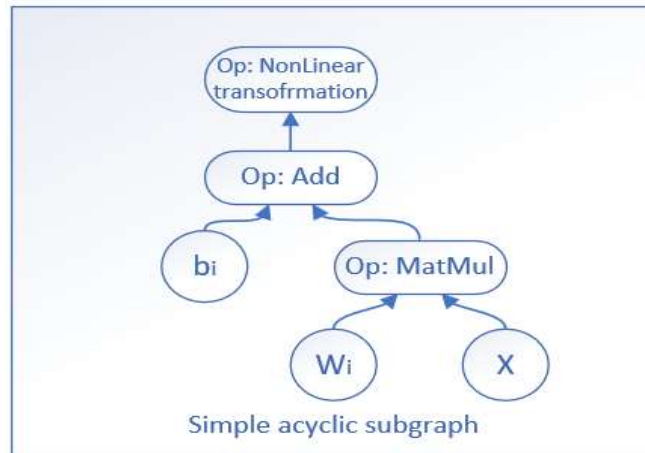 Op: NonLinear
transofrmation
Op: Add
bi
Op: MatMul
Wi
X
Simple acyclic subgraph